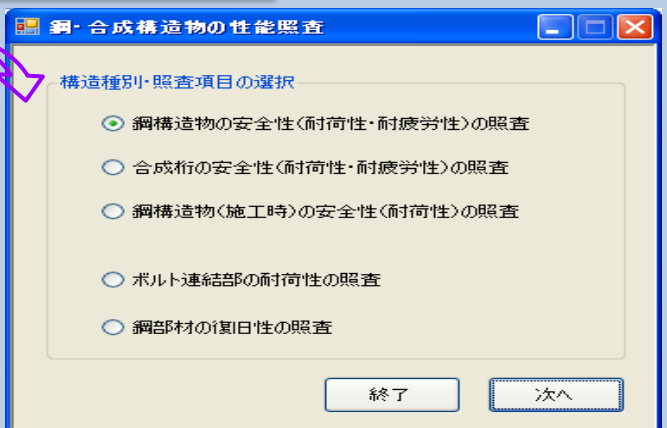 鋼・合成構造物の性能照査
構造種別・照査項目の選択
鋼構造物の安全性(耐荷性・耐疲労性)の照査
合成桁の安全性(耐荷性・耐疲労性)の照査
鋼構造物(施工時)の安全性(耐荷性)の照査
ボルト連結部の耐荷性の照査
鋼部材の復旧性の照査
終了 次へ